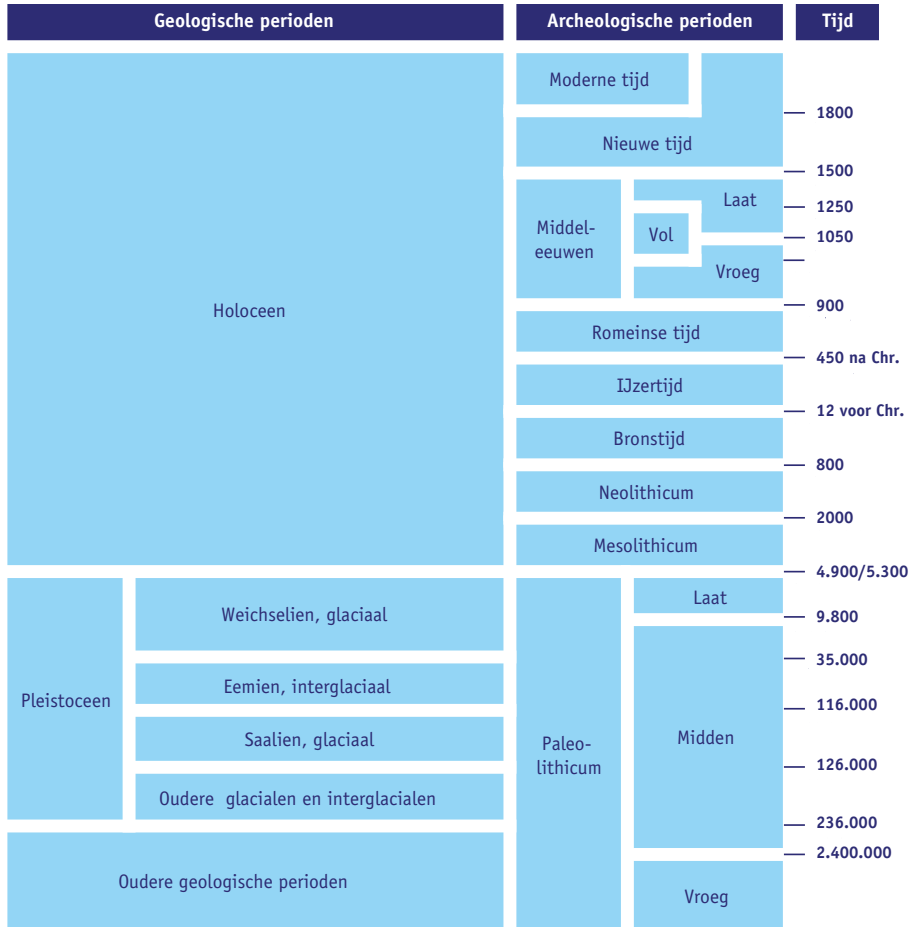 Geologische perioden
Archeologische perioden
Tijd
Holoceen
Moderne tijd
1800
Nieuwe tijd
1500
Middel-
eeuwen
Laat
1250
Vol
1050
Vroeg
900
Romeinse tijd
450 na Chr.
IJzertijd
12 voor Chr.
Bronstijd
800
Neolithicum
2000
Mesolithicum
4.900/5.300
Pleistoceen
Weichselien, glaciaal
Eemien, interglaciaal
Saalien, glaciaal
Oudere glacialen en interglacialen
Oudere geologische perioden
Paleo-
lithicum
Laat
9.800
35.000
116.000
Midden
126.000
236.000
2.400.000
Vroeg